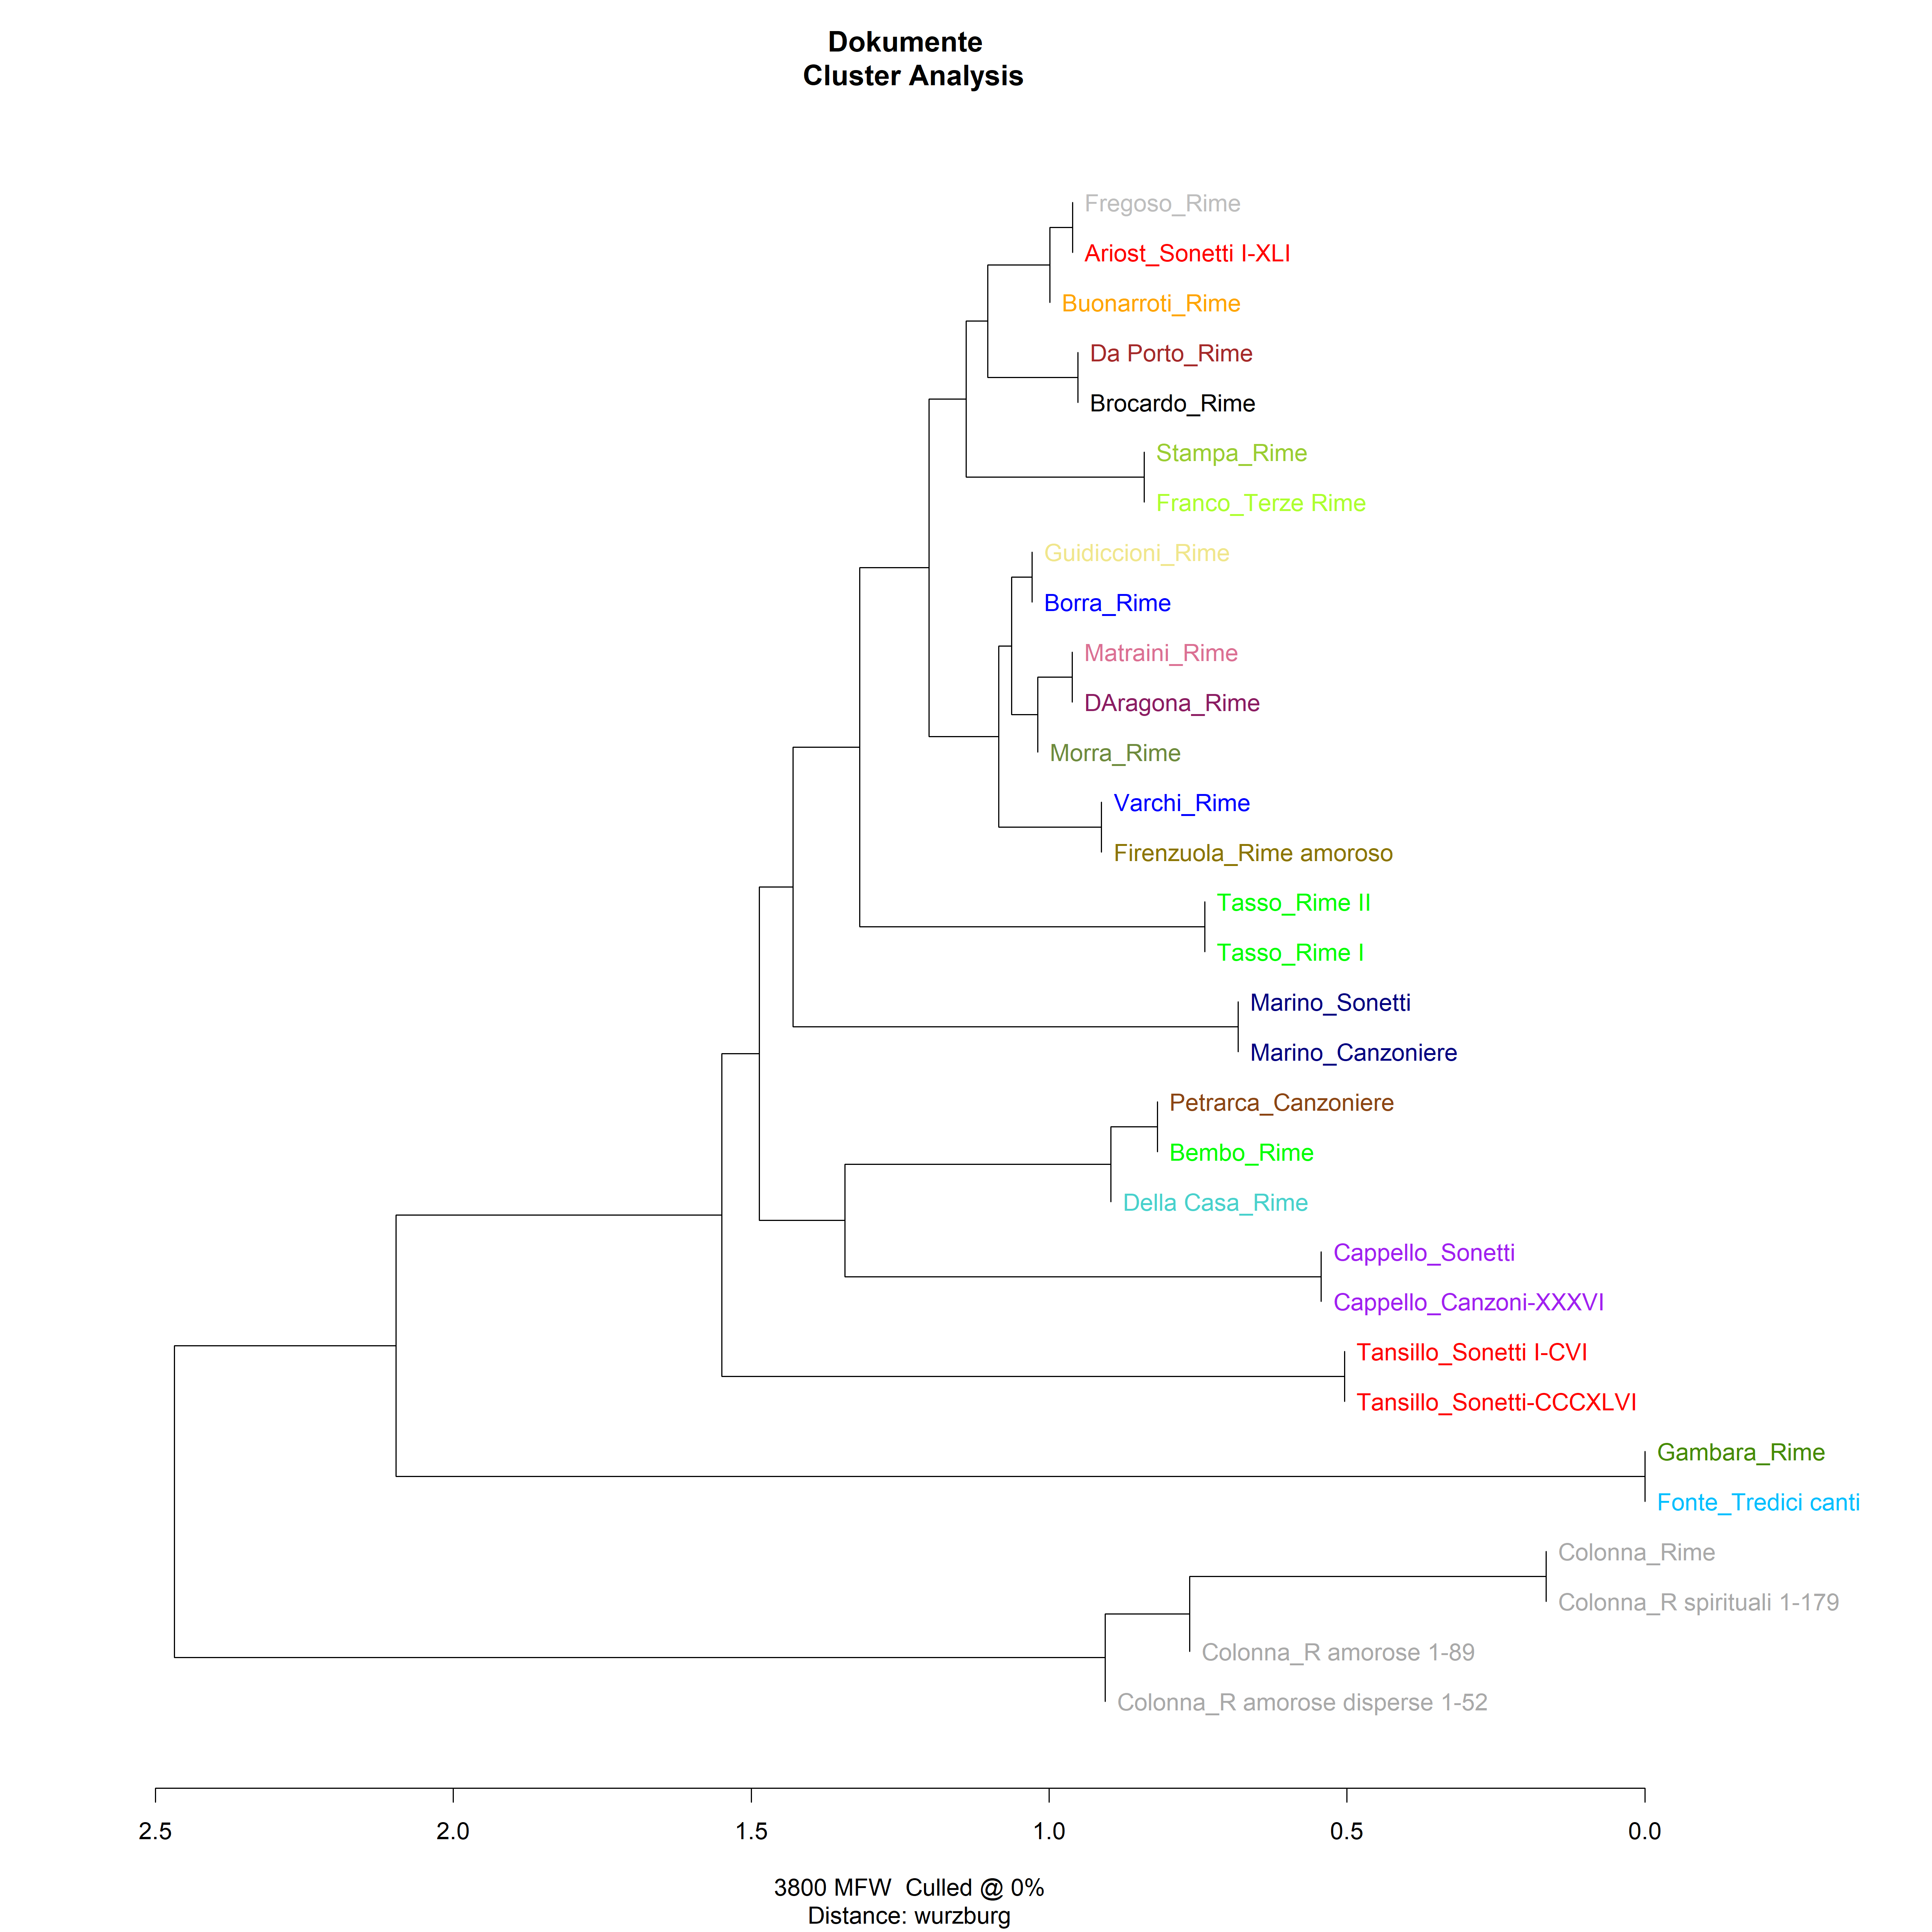 Dokumente
Cluster Analysis
Fregoso_Rime
Ariost_Sonetti I-XLI
Buonarroti_Rime
Da Porto_Rime
Brocardo_Rime
Stampa_Rime
Franco_Terze Rime
Guidiccioni_Rime
Borra_Rime
Matraini_Rime
DAragona_Rime
Morra_Rime
Varchi_Rime
Firenzuola_Rime amoroso
Tasso_Rime II
Tasso_Rime I
Marino_Sonetti
Marino_Canzoniere
Petrarca_Canzoniere
Bembo_Rime
Della Casa_Rime
Cappello_Sonetti
Cappello_Canzoni-XXXVI
Tansillo_Sonetti I-CVI
Tansillo_Sonetti-CCCXLVI
Gambara_Rime
Fonte_Tredici canti
Colonna_Rime
Colonna_R spirituali 1-179
Colonna_R amorose 1-89
Colonna_R amorose disperse 1-52
2.5 2.0 1.5 1.0 0.5 0.0
3800 MFW  Culled @ 0%
Distance: wurzburg